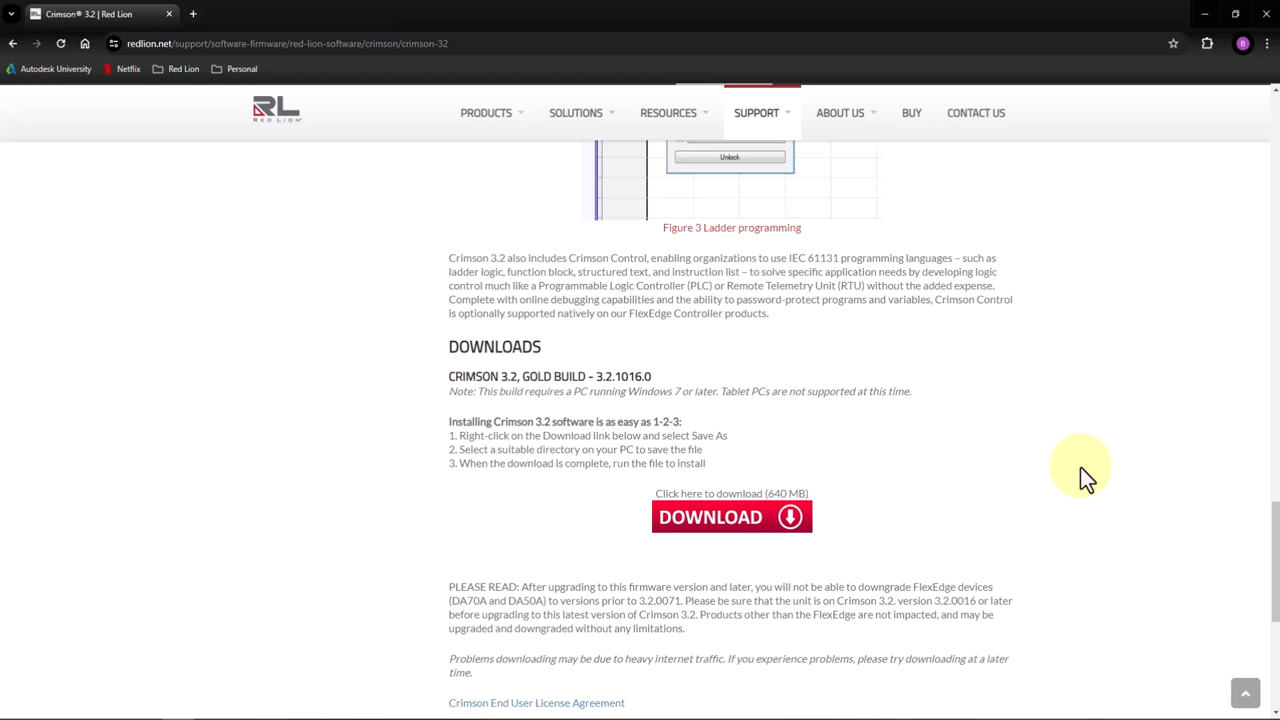 Crimson® 3.2 | Red Lion
redlion.net/support/software-firmware/red-lion-software/crimson/crimson-32
B
Autodesk University Netflix Red Lion Personal
RL
RED LION
PRODUCTS SOLUTIONS RESOURCES SUPPORT ABOUT US BUY CONTACT US
Unlock
Figure 3 Ladder programming
Crimson 3.2 also includes Crimson Control, enabling organizations to use IEC 61131 programming languages – such as
ladder logic, function block, structured text, and instruction list – to solve specific application needs by developing logic
control much like a Programmable Logic Controller (PLC) or Remote Telemetry Unit (RTU) without the added expense.
Complete with online debugging capabilities and the ability to password-protect programs and variables, Crimson Control
is optionally supported natively on our FlexEdge Controller products.
DOWNLOADS
CRIMSON 3.2, GOLD BUILD - 3.2.1016.0
Note: This build requires a PC running Windows 7 or later. Tablet PCs are not supported at this time.
Installing Crimson 3.2 software is as easy as 1-2-3:
1. Right-click on the Download link below and select Save As
2. Select a suitable directory on your PC to save the file
3. When the download is complete, run the file to install
Click here to download (640 MB)
DOWNLOAD
PLEASE READ: After upgrading to this firmware version and later, you will not be able to downgrade FlexEdge devices
(DA70A and DA50A) to versions prior to 3.2.0071. Please be sure that the unit is on Crimson 3.2. version 3.2.0016 or later
before upgrading to this latest version of Crimson 3.2. Products other than the FlexEdge are not impacted, and may be
upgraded and downgraded without any limitations.
Problems downloading may be due to heavy internet traffic. If you experience problems, please try downloading at a later
time.
Crimson End User License Agreement